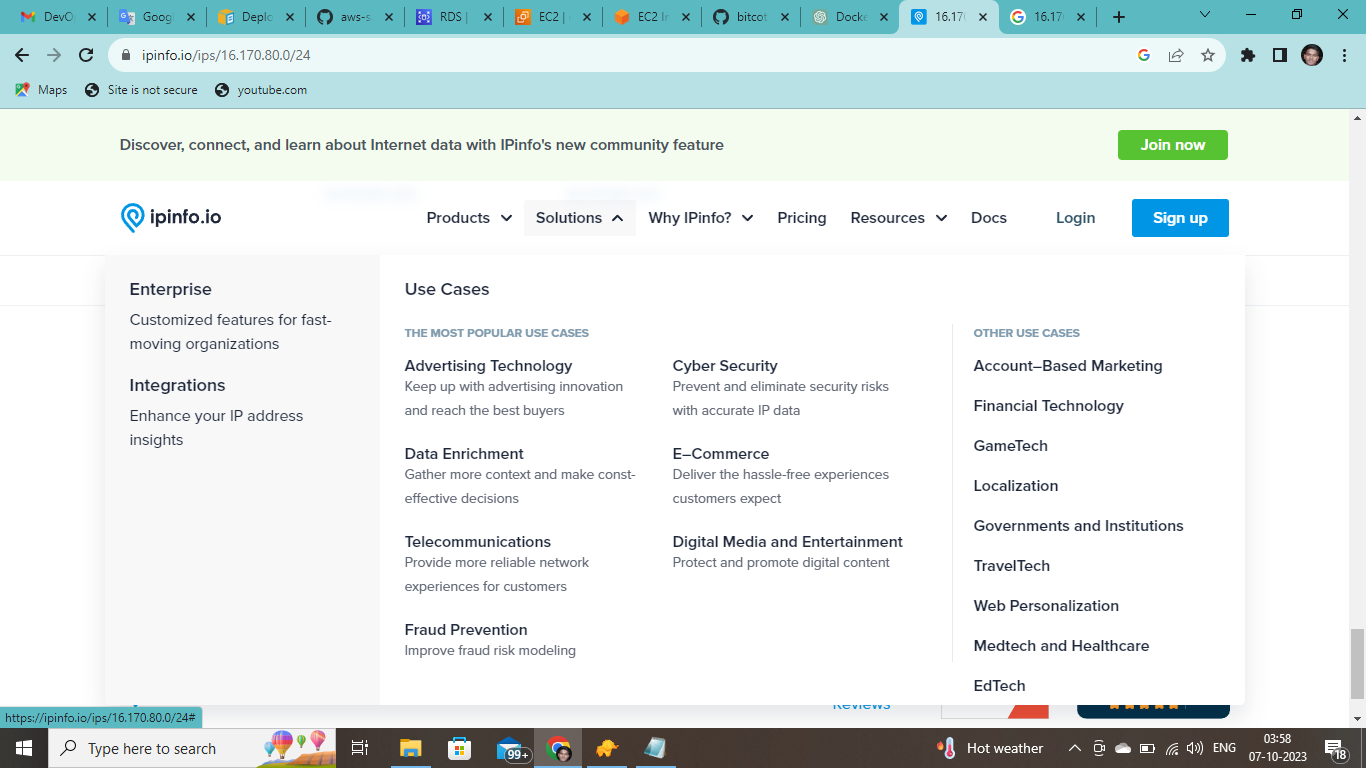 DevO
Goog
Deplo
aws-s
RDS |
EC2 |
EC2 In
bitcot
Docke
16.170
16.170
ipinfo.io/ips/16.170.80.0/24
Maps
Site is not secure
youtube.com
Discover, connect, and learn about Internet data with IPinfo's new community feature
Join now
ipinfo.io
Products
Solutions
Why IPinfo?
Pricing
Resources
Docs
Login
Sign up
Enterprise
Customized features for fast-
moving organizations
Integrations
Enhance your IP address
insights
Use Cases
THE MOST POPULAR USE CASES
Advertising Technology
Keep up with advertising innovation
and reach the best buyers
Data Enrichment
Gather more context and make const-
effective decisions
Telecommunications
Provide more reliable network
experiences for customers
Fraud Prevention
Improve fraud risk modeling
Cyber Security
Prevent and eliminate security risks
with accurate IP data
E–Commerce
Deliver the hassle-free experiences
customers expect
Digital Media and Entertainment
Protect and promote digital content
OTHER USE CASES
Account–Based Marketing
Financial Technology
GameTech
Localization
Governments and Institutions
TravelTech
Web Personalization
Medtech and Healthcare
EdTech
Reviews
https://ipinfo.io/ips/16.170.80.0/24#
Type here to search
99+
Hot weather
ENG
03:58
07-10-2023
18